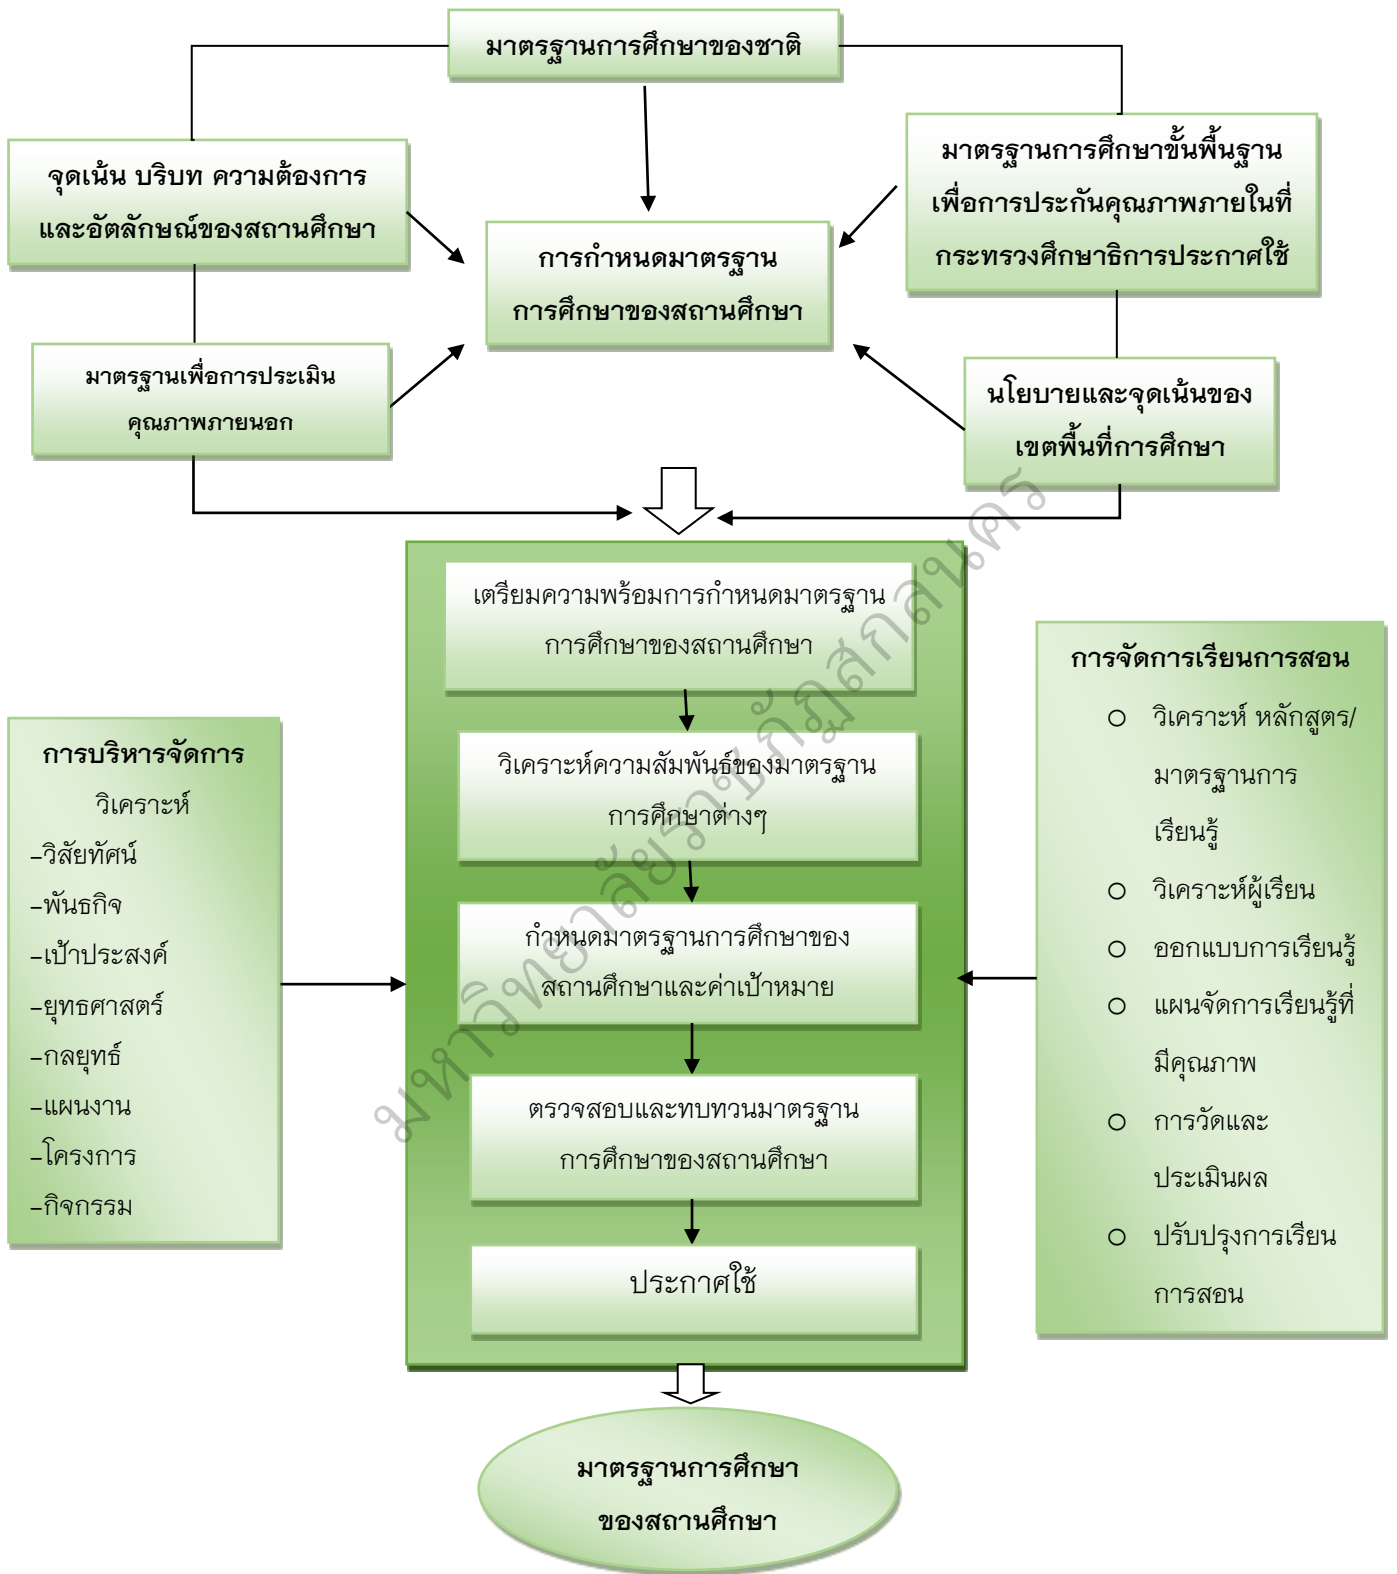 มาตรฐานการศึกษาของชาติ
จุดเน้น บริบท ความต้องการ
และอัตลักษณ์ของสถานศึกษา
มาตรฐานการศึกษาขั้นพื้นฐาน
เพื่อการประกันคุณภาพภายในที่
กระทรวงศึกษาธิการประกาศใช้
การกำหนดมาตรฐาน
การศึกษาของสถานศึกษา
มาตรฐานเพื่อการประเมิน
คุณภาพภายนอก
นโยบายและจุดเน้นของ
เขตพื้นที่การศึกษา
เตรียมความพร้อมการกำหนดมาตรฐาน
การศึกษาของสถานศึกษา
วิเคราะห์ความสัมพันธ์ของมาตรฐาน
การศึกษาต่างๆ
กำหนดมาตรฐานการศึกษาของ
สถานศึกษาและค่าเป้าหมาย
ตรวจสอบและทบทวนมาตรฐาน
การศึกษาของสถานศึกษา
ประกาศใช้
การบริหารจัดการ
วิเคราะห์
-วิสัยทัศน์
-พันธกิจ
-เป้าประสงค์
-ยุทธศาสตร์
-กลยุทธ์
-แผนงาน
-โครงการ
-กิจกรรม
การจัดการเรียนการสอน
วิเคราะห์ หลักสูตร/
มาตรฐานการ
เรียนรู้
วิเคราะห์ผู้เรียน
ออกแบบการเรียนรู้
แผนจัดการเรียนรู้ที่
มีคุณภาพ
การวัดและ
ประเมินผล
ปรับปรุงการเรียน
การสอน
มาตรฐานการศึกษา
ของสถานศึกษา
มหาวิทยาลัยราชภัฏสกลนคร